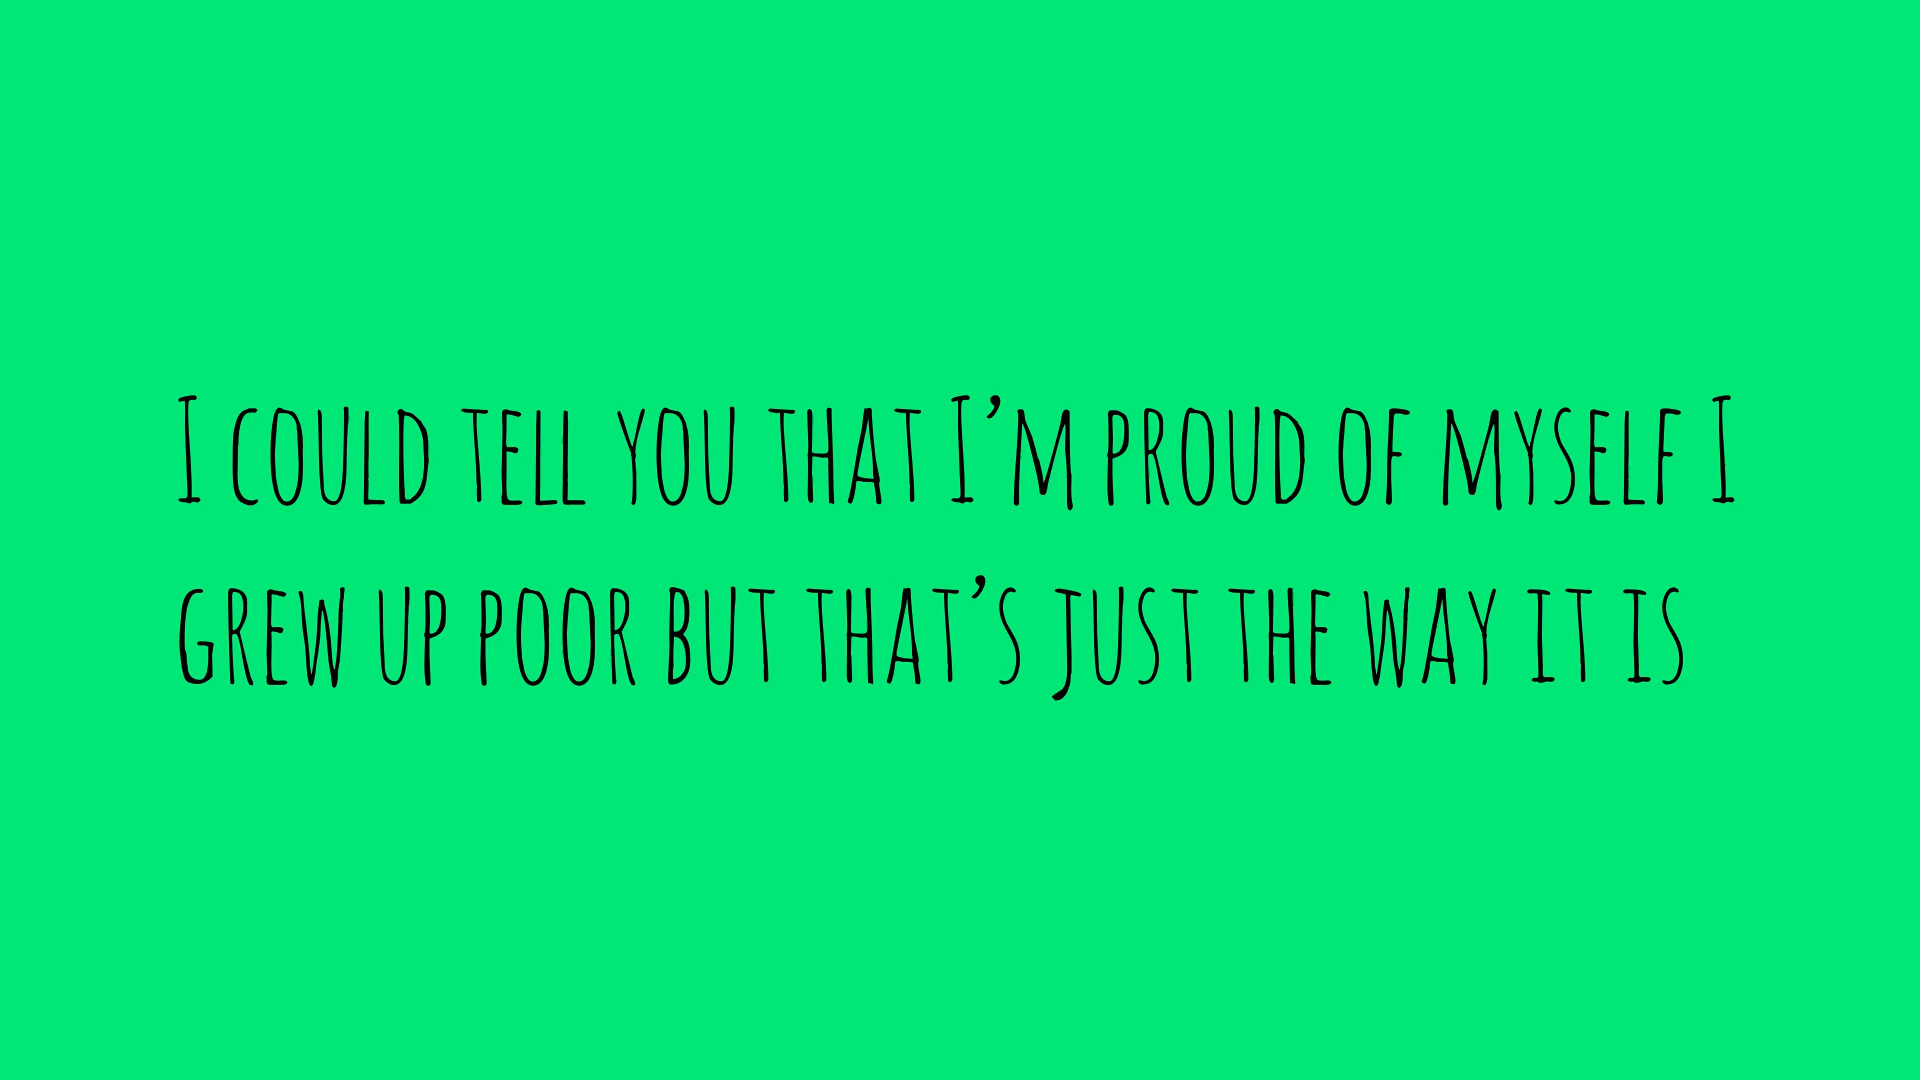 I could tell you that I’m proud of myself I
grew up poor but that’s just the way it is